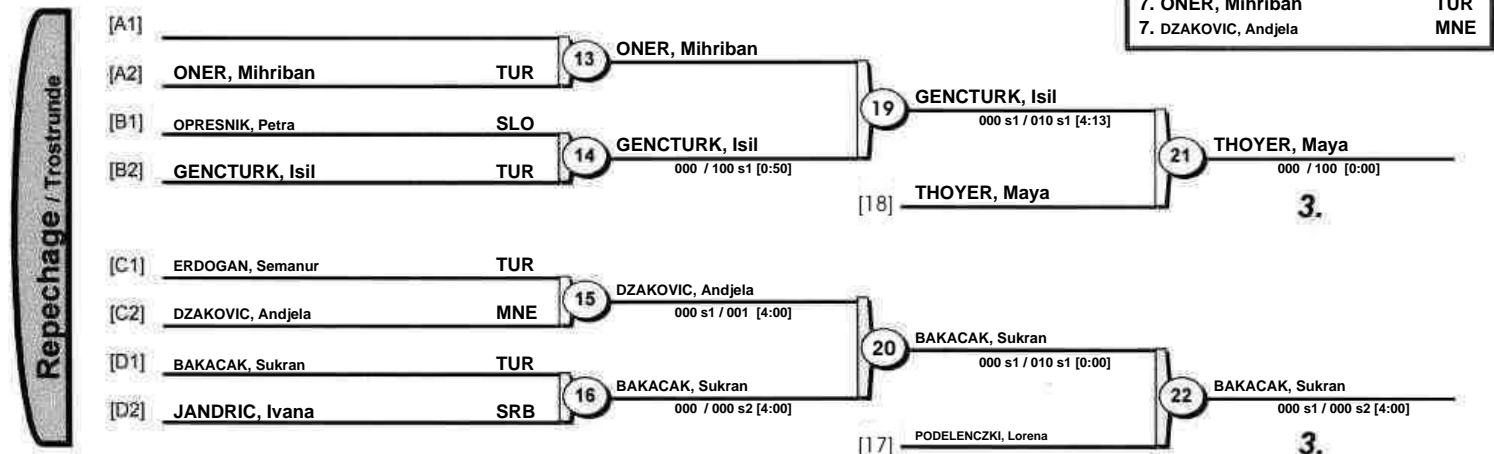 7. ONER, Mihriban TUR
7. DZAKOVIC, Andjela MNE
Repechage / Trostrunde
[A1]
[A2] ONER, Mihriban TUR
13 ONER, Mihriban
[B1] OPRESNIK, Petra SLO
[B2] GENCTURK, Isil TUR
14 GENCTURK, Isil
000 / 100 s1 [0:50]
19 GENCTURK, Isil
000 s1 / 010 s1 [4:13]
[18] THOYER, Maya
21 THOYER, Maya
000 / 100 [0:00]
3.
[C1] ERDOGAN, Semanur TUR
[C2] DZAKOVIC, Andjela MNE
15 DZAKOVIC, Andjela
000 s1 / 001 [4:00]
[D1] BAKACAK, Sukran TUR
[D2] JANDRIC, Ivana SRB
16 BAKACAK, Sukran
000 / 000 s2 [4:00]
20 BAKACAK, Sukran
000 s1 / 010 s1 [0:00]
[17] PODELENCZKI, Lorena
22 BAKACAK, Sukran
000 s1 / 000 s2 [4:00]
3.